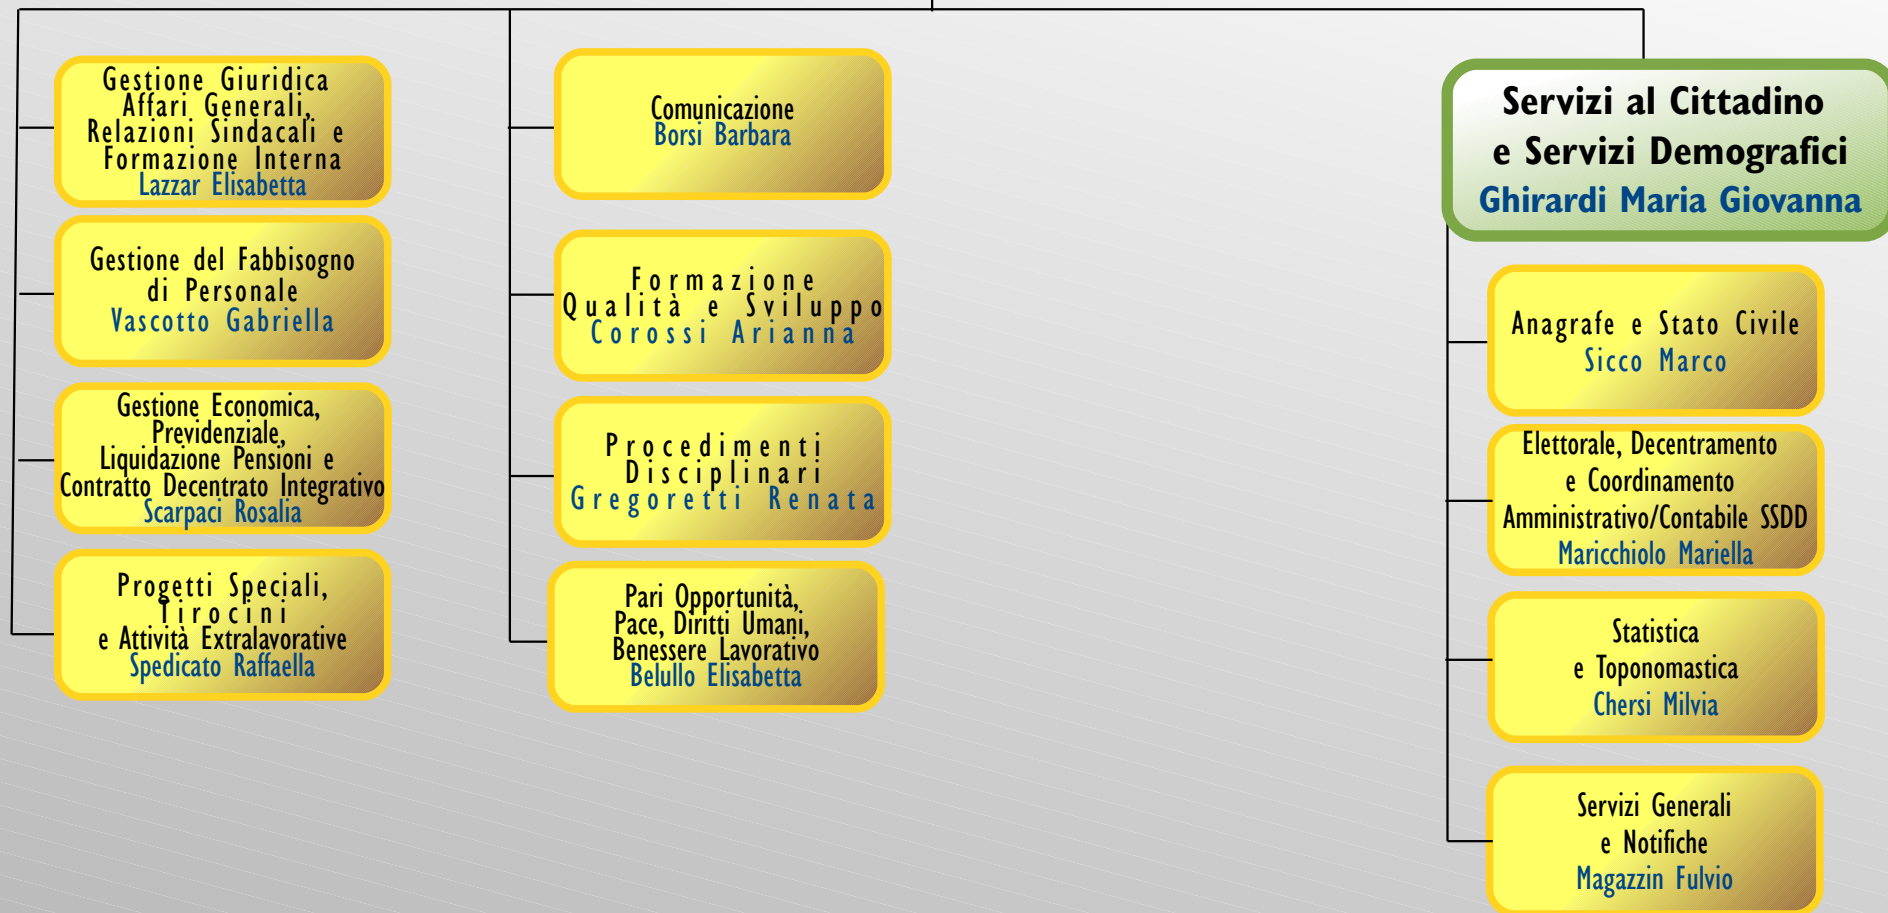 Gestione Giuridica
Affari Generali,
Relazioni Sindacali e
Formazione Interna
Lazzar Elisabetta
Gestione del Fabbisogno
di Personale
Vascotto Gabriella
Gestione Economica,
Previdenziale,
Liquidazione Pensioni e
Contratto Decentrato Integrativo
Scarpaci Rosalia
Progetti Speciali,
Tirocini
e Attività Extralavorative
Spedicato Raffaella
Comunicazione
Borsi Barbara
Formazione
Qualità e Sviluppo
Corossi Arianna
Procedimenti
Disciplinari
Gregoretti Renata
Pari Opportunità,
Pace, Diritti Umani,
Benessere Lavorativo
Belullo Elisabetta
Servizi al Cittadino
e Servizi Demografici
Ghirardi Maria Giovanna
Anagrafe e Stato Civile
Sicco Marco
Elettorale, Decentramento
e Coordinamento
Amministrativo/Contabile SSDD
Maricchiolo Mariella
Statistica
e Toponomastica
Chersi Milvia
Servizi Generali
e Notifiche
Magazzin Fulvio